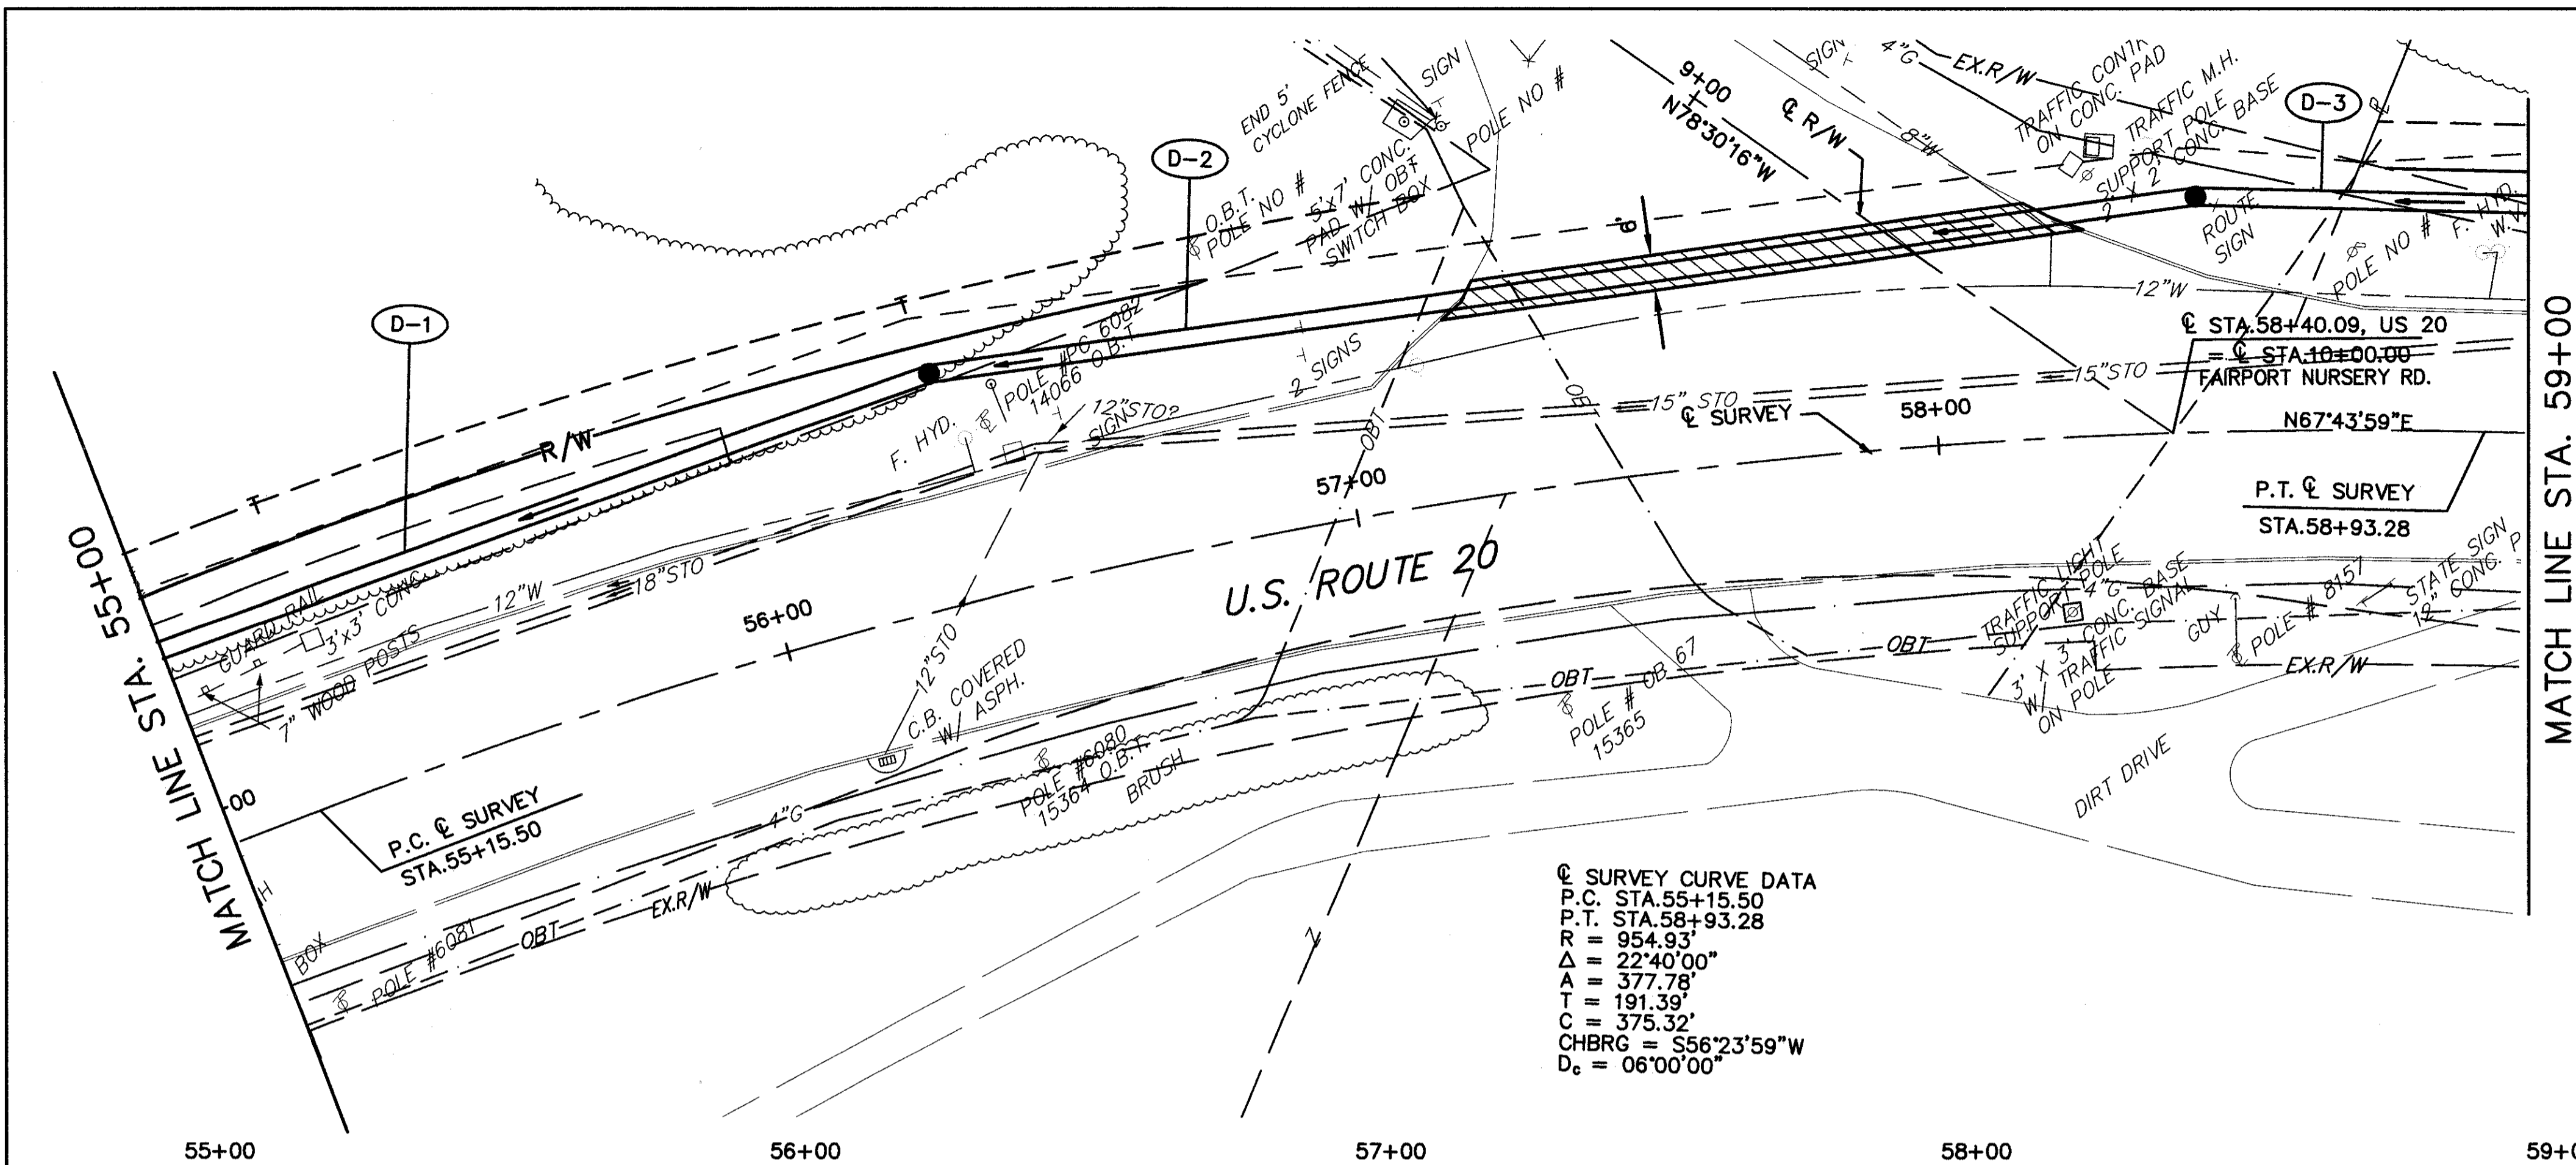 END 5'
CYCLONE FENCE
SIGN
POLE NO #
9+00
N78°30'16"W
℄ R/W
SIGN
4"G
EX.R/W
8"W
ON CONC. PAD
TRAFFIC M.H.
SUPPORT POLE
2' CONC. BASE
D-3
D-2
O.B.T.
POLE NO #
5'x7' CONC.
PAD W/ OBT
SWITCH BOX
6'
ROUTE
SIGN
POLE NO #
F. HYD.
12"W
D-1
T
T
R/W
POLE #PC 6082
14066 O.B.T
F. HYD.
12"STO?
SIGN
2 SIGNS
OBT
15" STO
15"STO
℄ SURVEY
58+00
57+00
℄ STA.58+40.09, US 20
= ℄ STA.10+00.00
FAIRPORT NURSERY RD.
N67°43'59"E
P.T. ℄ SURVEY
STA.58+93.28
MATCH LINE STA. 59+00
MATCH LINE STA. 55+00
GUARD RAIL
3'x3' CONC
7" WOOD POSTS
12"W
18"STO
56+00
U.S. ROUTE 20
12"STO
C.B. COVERED
W/ ASPH.
TRAFFIC LIGHT
SUPPORT POLE
4"G
3' X 3' CONC. BASE
W/ TRAFFIC SIGNAL
ON POLE
GUY
POLE # 8157
STATE SIGN
12" CONC. P
OBT
OBT
EX.R/W
POLE # OB 67
15365
POLE #6080
15364 O.B.T.
BRUSH
4"G
DIRT DRIVE
-00
P.C. ℄ SURVEY
STA.55+15.50
H
BOX
POLE #6081
OBT
EX.R/W
℄ SURVEY CURVE DATA
P.C. STA.55+15.50
P.T. STA.58+93.28
R = 954.93'
Δ = 22°40'00"
A = 377.78'
T = 191.39'
C = 375.32'
CHBRG = S56°23'59"W
Dc = 06°00'00"
55+00 56+00 57+00 58+00